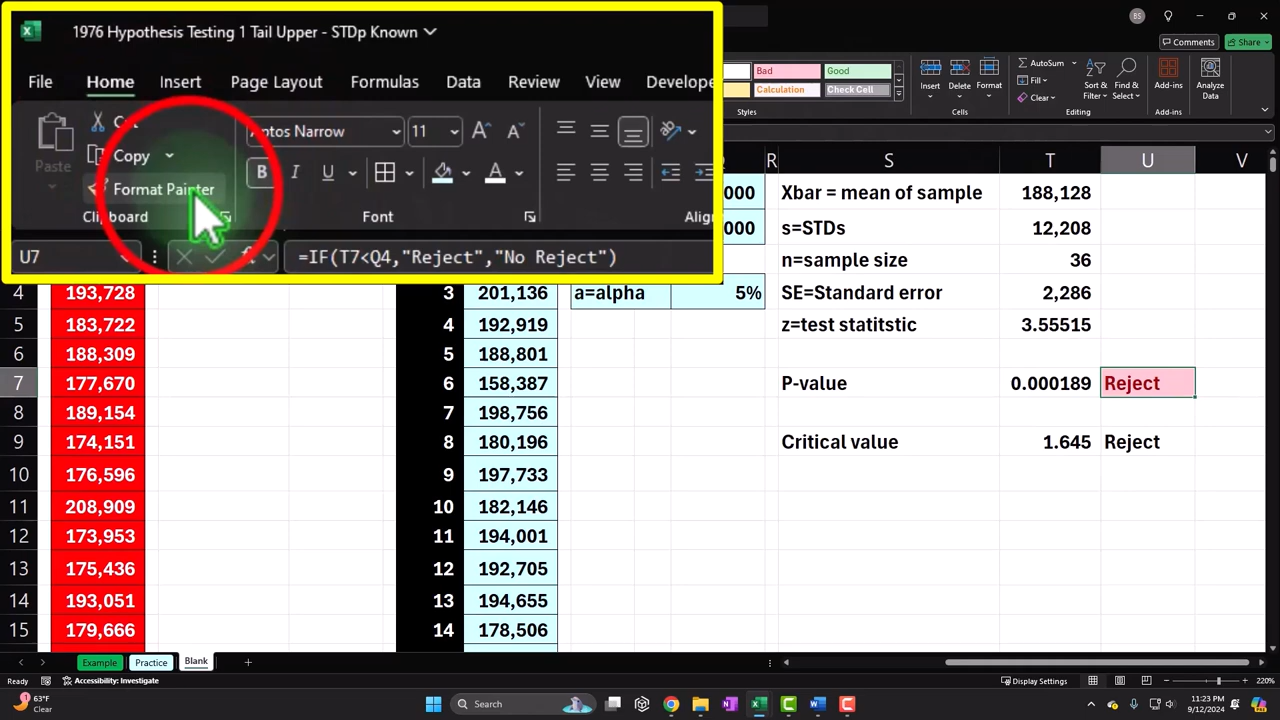 1976 Hypothesis Testing 1 Tail Upper - STDp Known
BS
File Home Insert Page Layout Formulas Data Review View Develope
Comments Share
Paste
Cut
Copy
Format Painter
Clipboard
Aptos Narrow 11
B I U
Font
Align
Bad Good
Calculation Check Cell
Styles
Insert Delete Format
Cells
AutoSum
Fill
Clear
Sort & Filter
Find & Select
Editing
Add-ins
Add-ins
Analyze Data
U7 =IF(T7<Q4,"Reject","No Reject")
R S T U V
000 Xbar = mean of sample 188,128
000 s=STDs 12,208
n=sample size 36
4 193,728 3 201,136 a=alpha 5% SE=Standard error 2,286
5 183,722 4 192,919 z=test statitstic 3.55515
6 188,309 5 188,801
7 177,670 6 158,387 P-value 0.000189 Reject
8 189,154 7 198,756
9 174,151 8 180,196 Critical value 1.645 Reject
10 176,596 9 197,733
11 208,909 10 182,146
12 173,953 11 194,001
13 175,436 12 192,705
14 193,051 13 194,655
15 179,666 14 178,506
Example Practice Blank
Ready Accessibility: Investigate Display Settings 220%
63°F
Clear
Search
11:23 PM
9/12/2024